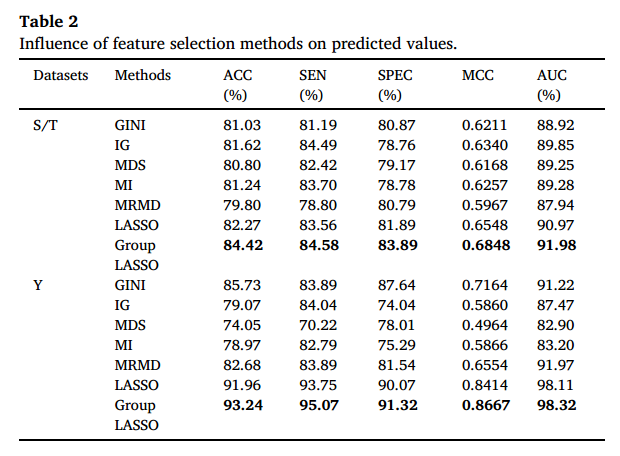 Table 2
Influence of feature selection methods on predicted values.
Datasets Methods ACC SEN SPEC MCC AUC
(%) (%) (%) (%)
S/T GINI 81.03 81.19 80.87 0.6211 88.92
IG 81.62 84.49 78.76 0.6340 89.85
MDS 80.80 82.42 79.17 0.6168 89.25
MI 81.24 83.70 78.78 0.6257 89.28
MRMD 79.80 78.80 80.79 0.5967 87.94
LASSO 82.27 83.56 81.89 0.6548 90.97
Group 84.42 84.58 83.89 0.6848 91.98
LASSO
Y GINI 85.73 83.89 87.64 0.7164 91.22
IG 79.07 84.04 74.04 0.5860 87.47
MDS 74.05 70.22 78.01 0.4964 82.90
MI 78.97 82.79 75.29 0.5866 83.20
MRMD 82.68 83.89 81.54 0.6554 91.97
LASSO 91.96 93.75 90.07 0.8414 98.11
Group 93.24 95.07 91.32 0.8667 98.32
LASSO